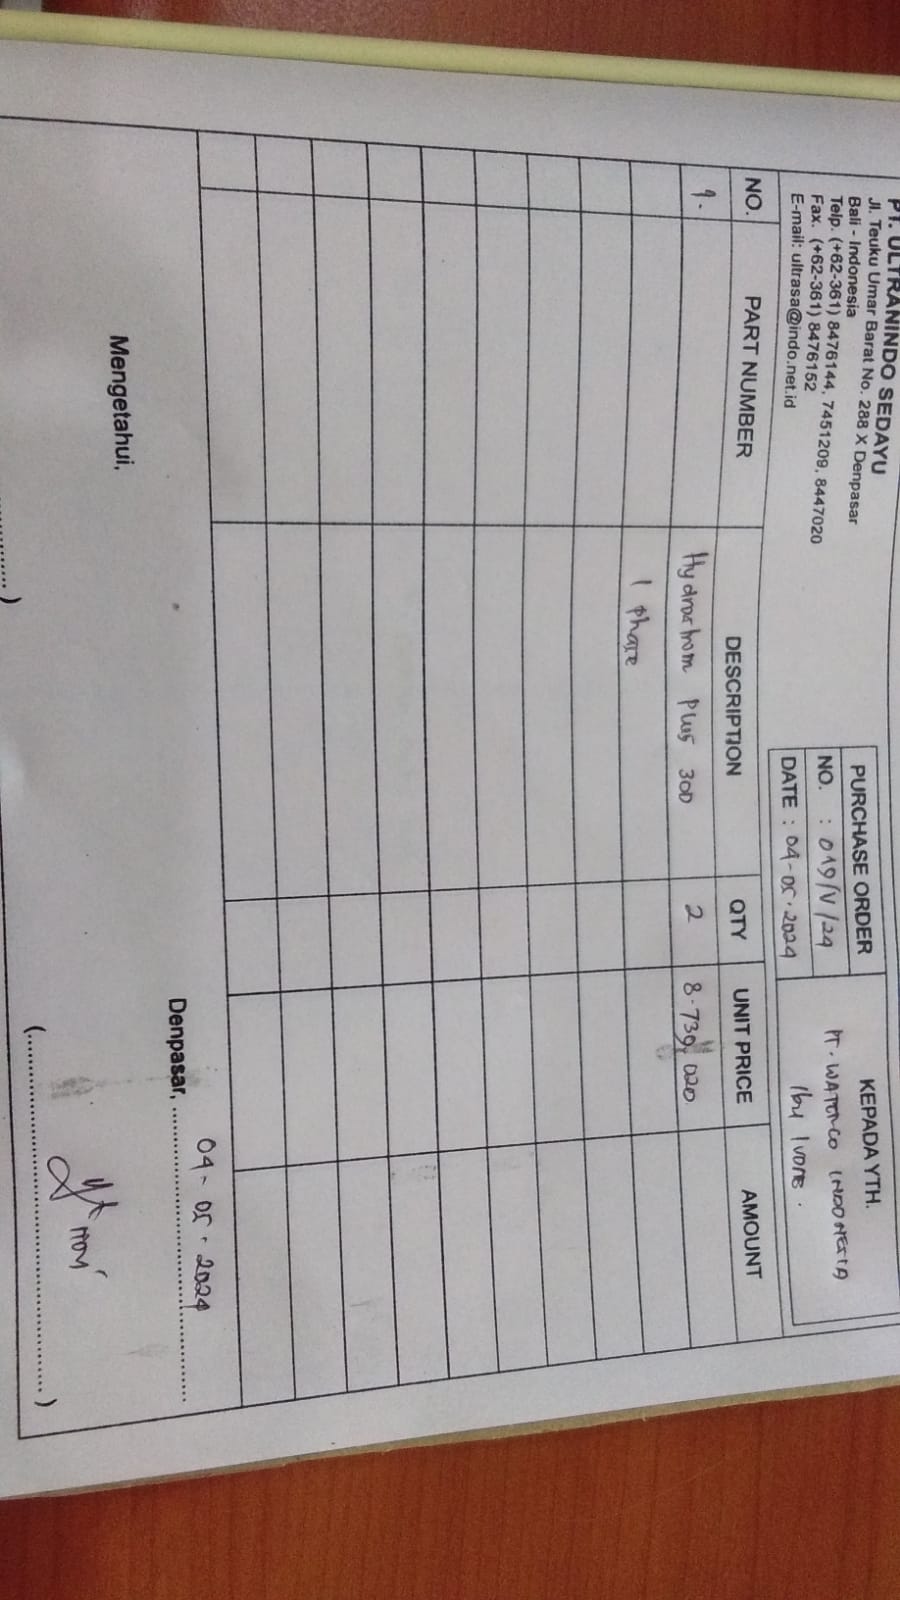 PT. ULTRANINDO SEDAYU
Jl. Teuku Umar Barat No. 288 X Denpasar
Bali - Indonesia
Telp. (+62-361) 8476144, 7451209, 8447020
Fax. (+62-361) 8476152
E-mail: ultrasa@indo.net.id
PURCHASE ORDER
NO. : 019/V/24
DATE : 04-05.2024
KEPADA YTH.
PT. WATERCO INDONESIA
Ibu Ivone.
NO. PART NUMBER DESCRIPTION QTY UNIT PRICE AMOUNT
1. Hydrochrom Plus 300 2 8.739.020
1 phase
04-05.2024
Mengetahui, Denpasar, ........................................
novi